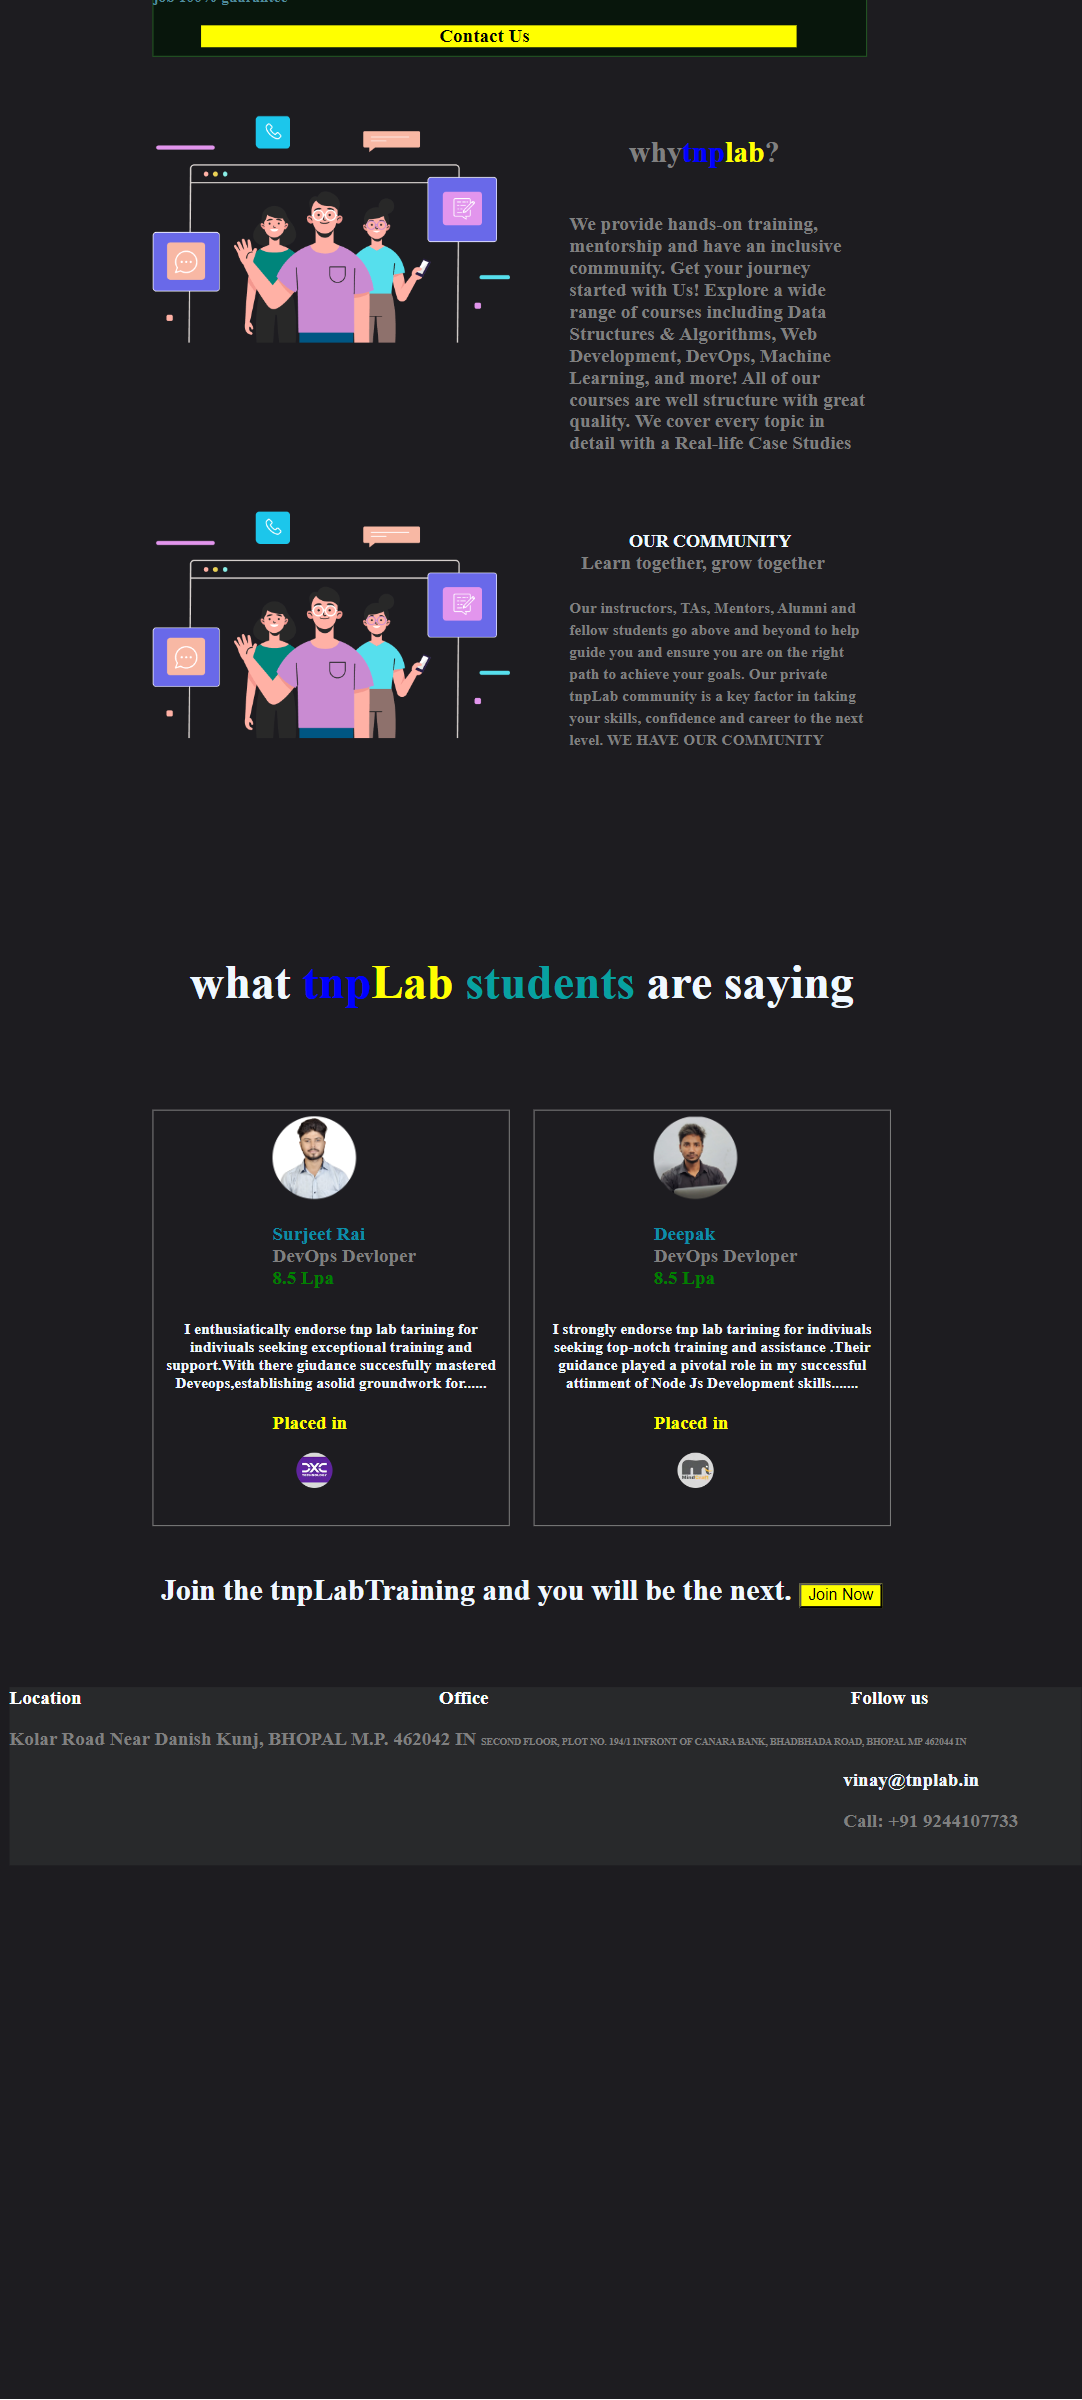 job 100% guarantee
Contact Us
whytnplab?
We provide hands-on training,
mentorship and have an inclusive
community. Get your journey
started with Us! Explore a wide
range of courses including Data
Structures & Algorithms, Web
Development, DevOps, Machine
Learning, and more! All of our
courses are well structure with great
quality. We cover every topic in
detail with a Real-life Case Studies
OUR COMMUNITY
Learn together, grow together
Our instructors, TAs, Mentors, Alumni and
fellow students go above and beyond to help
guide you and ensure you are on the right
path to achieve your goals. Our private
tnpLab community is a key factor in taking
your skills, confidence and career to the next
level. WE HAVE OUR COMMUNITY
what tnpLab students are saying
Surjeet Rai
DevOps Devloper
8.5 Lpa
I enthusiatically endorse tnp lab tarining for
indiviuals seeking exceptional training and
support.With there giudance succesfully mastered
Deveops,establishing asolid groundwork for......
Placed in
DXC
TECHNOLOGY
Deepak
DevOps Devloper
8.5 Lpa
I strongly endorse tnp lab tarining for indiviuals
seeking top-notch training and assistance .Their
guidance played a pivotal role in my successful
attinment of Node Js Development skills.......
Placed in
Join the tnpLabTraining and you will be the next. Join Now
Location Office Follow us
Kolar Road Near Danish Kunj, BHOPAL M.P. 462042 IN SECOND FLOOR, PLOT NO. 194/1 INFRONT OF CANARA BANK, BHADBHADA ROAD, BHOPAL MP 462044 IN
vinay@tnplab.in
Call: +91 9244107733